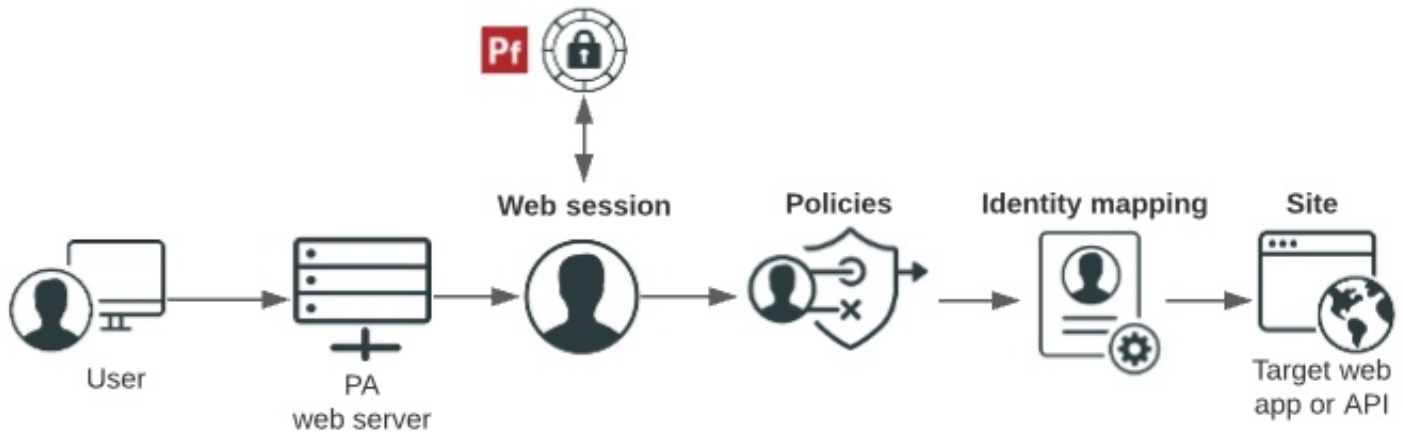 Pf
Web session
Policies
Identity mapping
Site
User
PA
web server
Target web
app or API